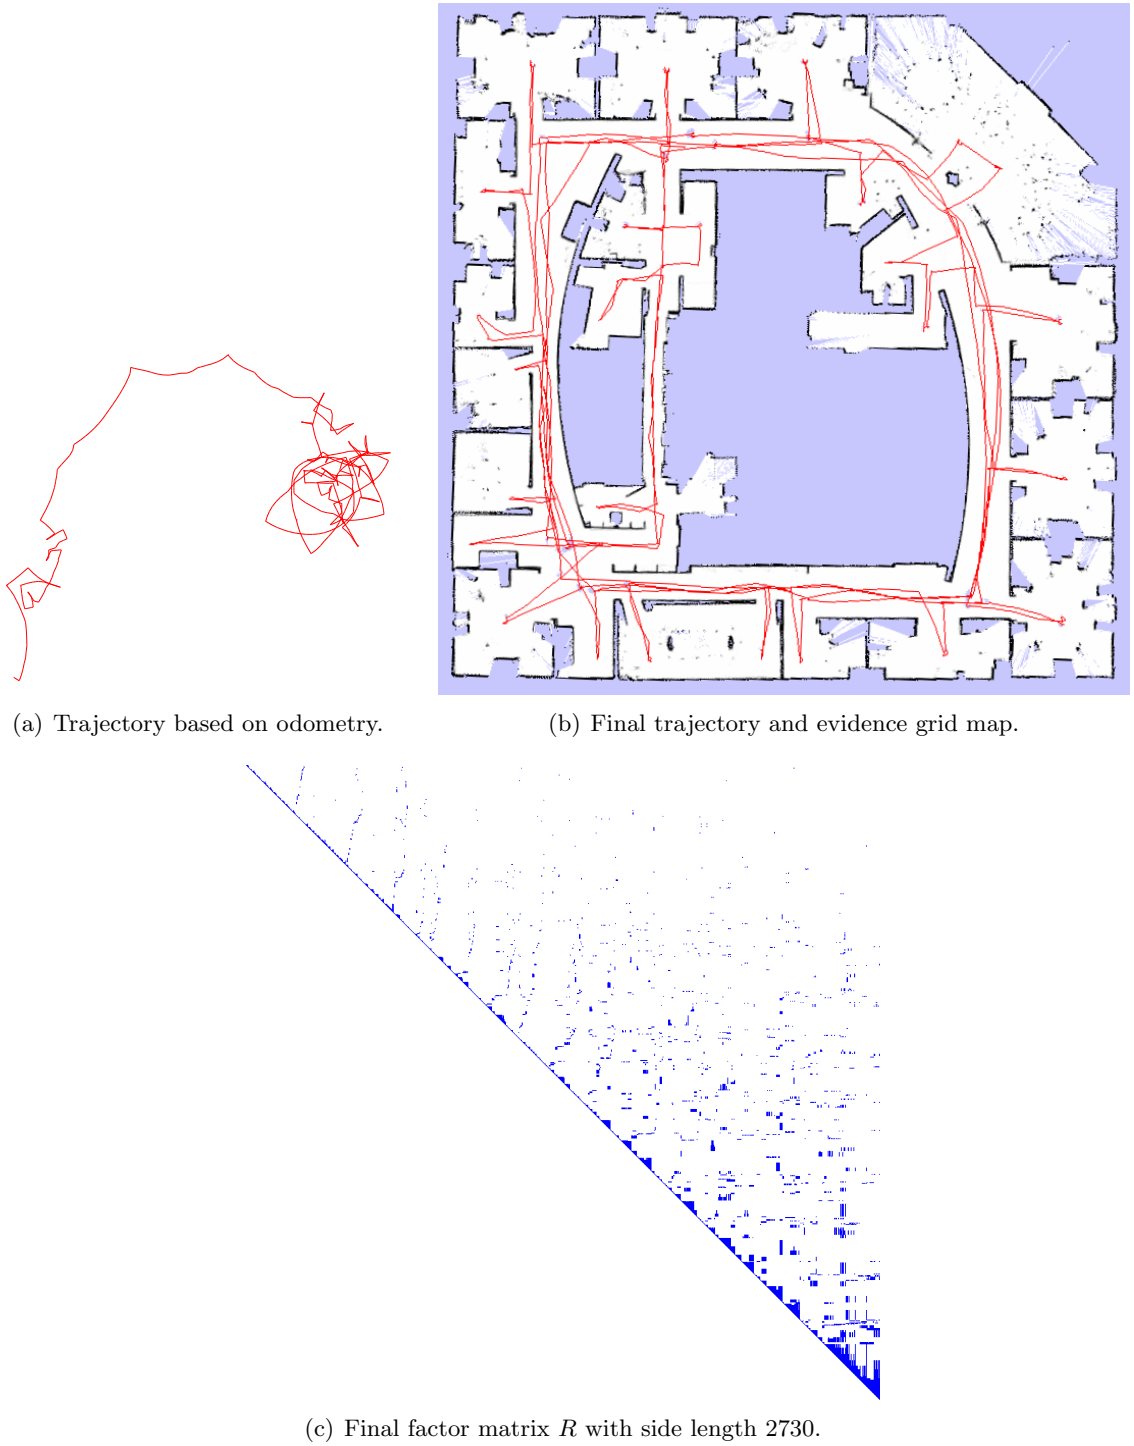 (a) Trajectory based on odometry.
(b) Final trajectory and evidence grid map.
(c) Final factor matrix R with side length 2730.